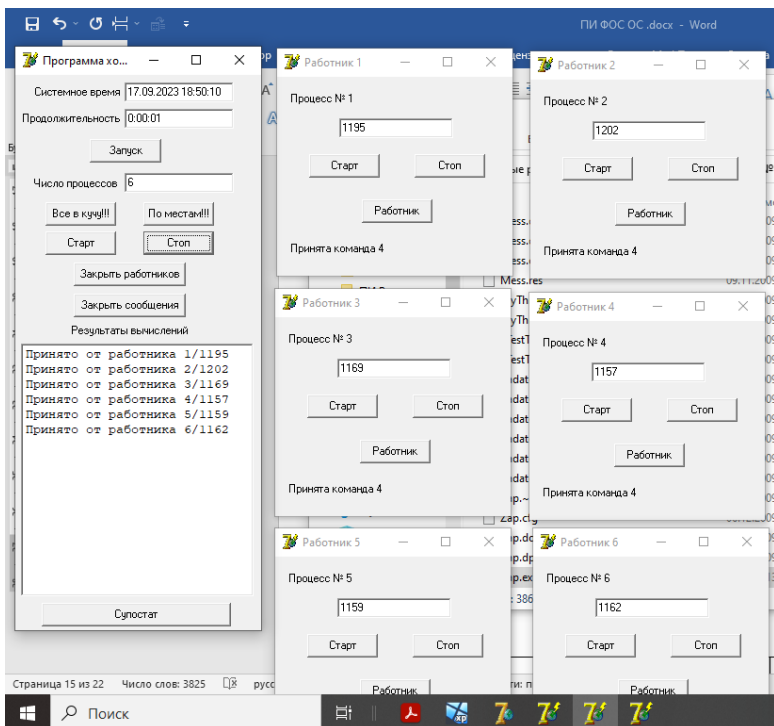 ПИ ФОС ОС .docx - Word
Программа хо...
Системное время 17.09.2023 18:50:10
Продолжительность 0:00:01
Запуск
Число процессов 6
Все в кучу!!! По местам!!!
Старт Стоп
Закрыть работников
Закрыть сообщения
Результаты вычислений
Принято от работника 1/1195
Принято от работника 2/1202
Принято от работника 3/1169
Принято от работника 4/1157
Принято от работника 5/1159
Принято от работника 6/1162
Супостат
Работник 1
Процесс № 1
1195
Старт Стоп
Работник
Принята команда 4
Работник 2
Процесс № 2
1202
Старт Стоп
Работник
Принята команда 4
Mess.res
Работник 3
Процесс № 3
1169
Старт Стоп
Работник
Принята команда 4
Работник 4
Процесс № 4
1157
Старт Стоп
Работник
Принята команда 4
Zap.cfg
Работник 5
Процесс № 5
1159
Старт Стоп
Работник
Работник 6
Процесс № 6
1162
Старт Стоп
Работник
Страница 15 из 22 Число слов: 3825
Поиск